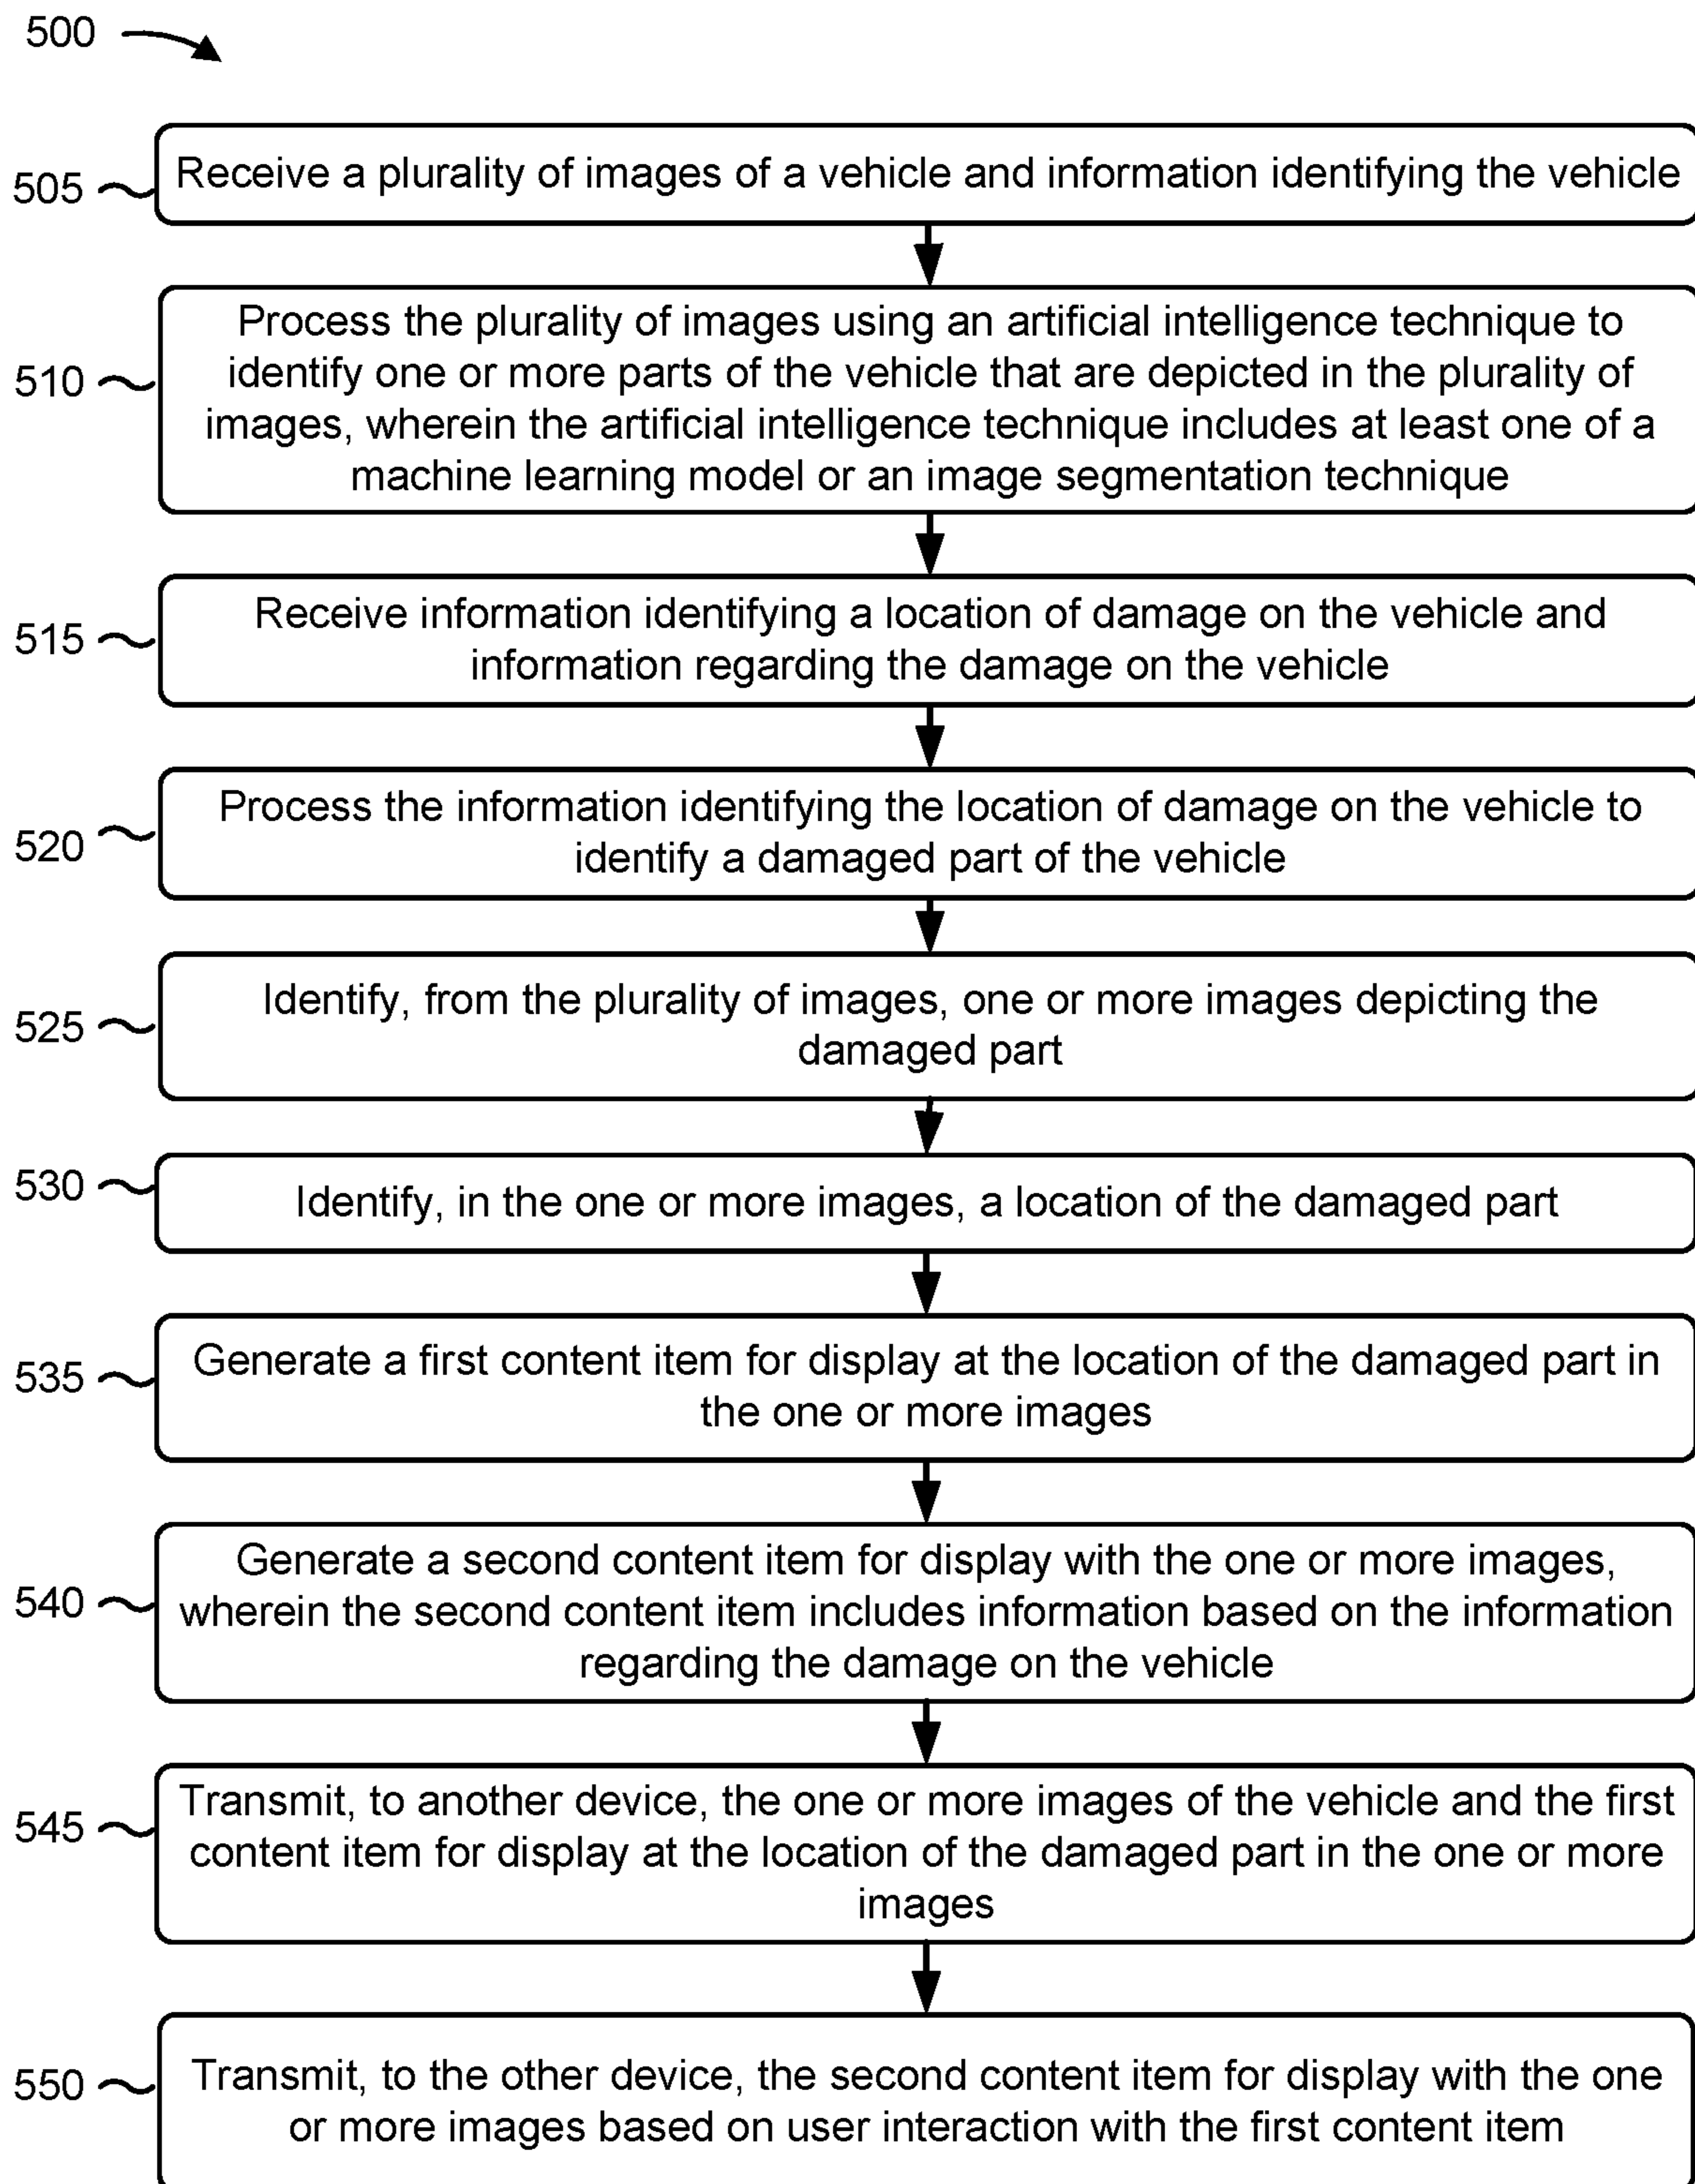 500
505
Receive a plurality of images of a vehicle and information identifying the vehicle
510
Process the plurality of images using an artificial intelligence technique to
identify one or more parts of the vehicle that are depicted in the plurality of
images, wherein the artificial intelligence technique includes at least one of a
machine learning model or an image segmentation technique
515
Receive information identifying a location of damage on the vehicle and
information regarding the damage on the vehicle
520
Process the information identifying the location of damage on the vehicle to
identify a damaged part of the vehicle
525
Identify, from the plurality of images, one or more images depicting the
damaged part
530
Identify, in the one or more images, a location of the damaged part
535
Generate a first content item for display at the location of the damaged part in
the one or more images
540
Generate a second content item for display with the one or more images,
wherein the second content item includes information based on the information
regarding the damage on the vehicle
545
Transmit, to another device, the one or more images of the vehicle and the first
content item for display at the location of the damaged part in the one or more
images
550
Transmit, to the other device, the second content item for display with the one
or more images based on user interaction with the first content item